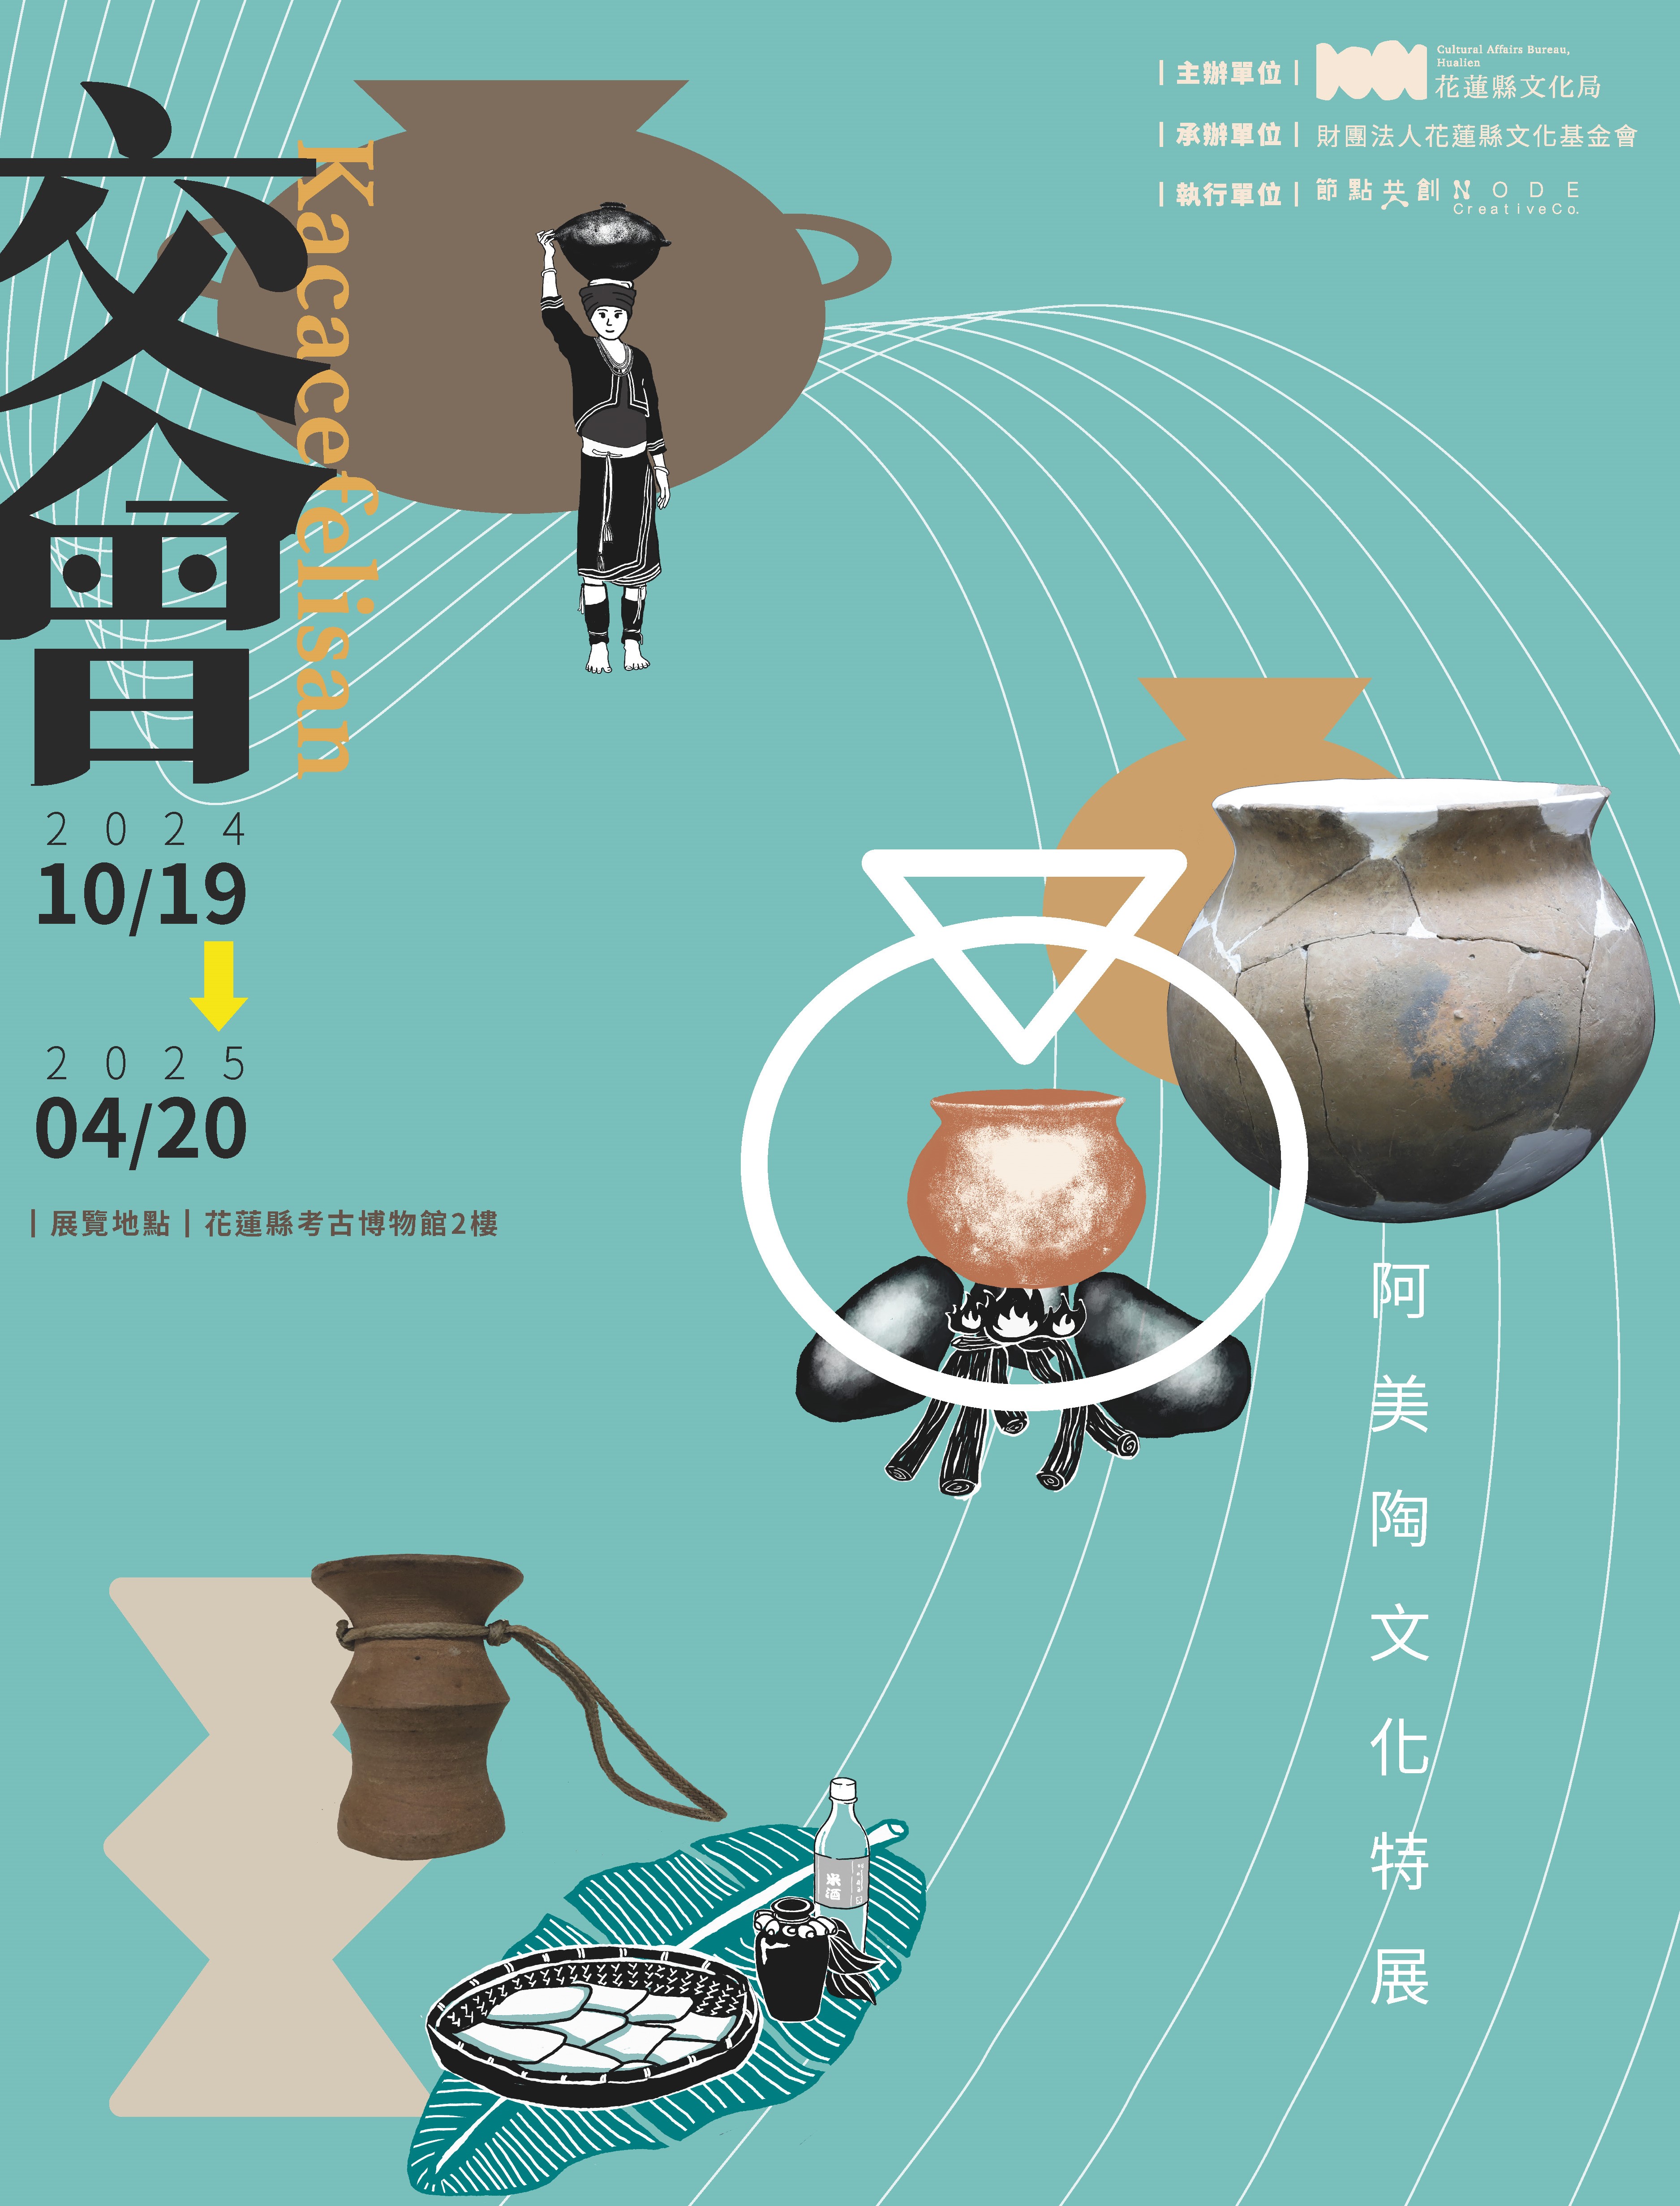 ｜主辦單位｜
Cultural Affairs Bureau,
Hualien
花蓮縣文化局
｜承辦單位｜財團法人花蓮縣文化基金會
｜執行單位｜節點共創 NODE
CreativeCo.
交會
Kacacefelisan
2024
10/19
2025
04/20
｜展覽地點｜花蓮縣考古博物館2樓
阿美陶文化特展
米酒